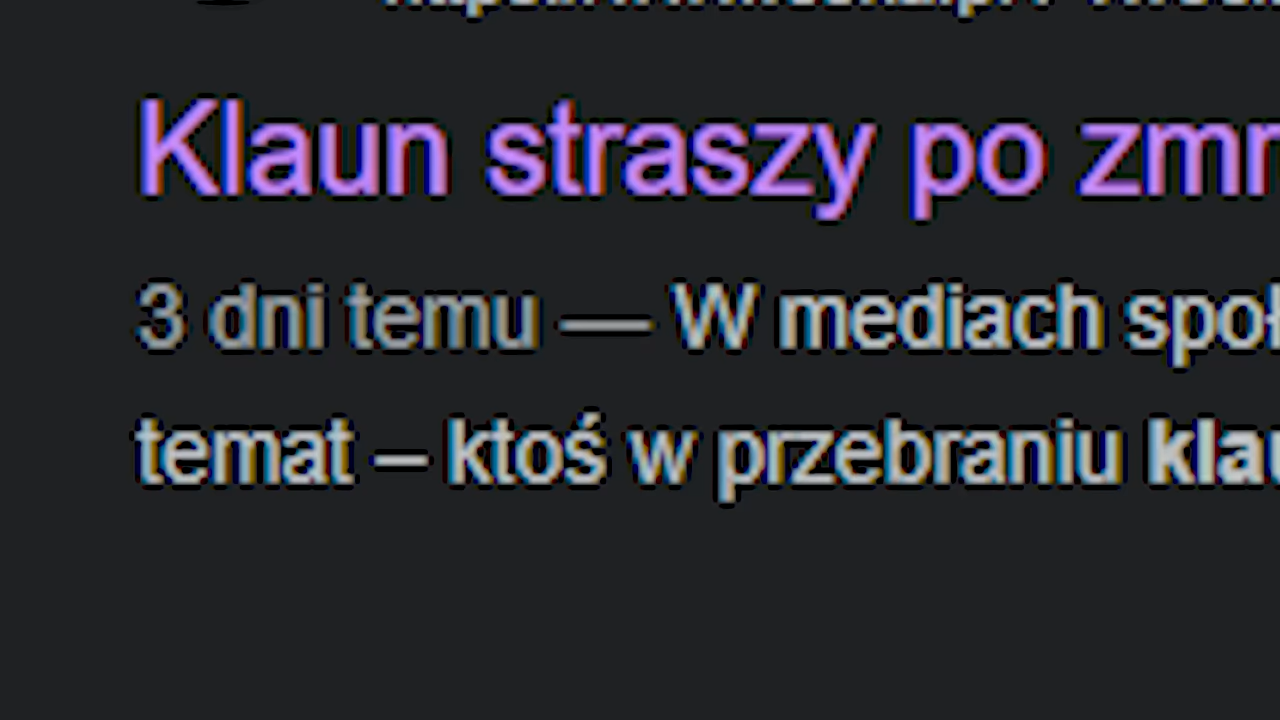 Klaun straszy po
3 dni temu — W mediach
temat – ktoś w przebraniu